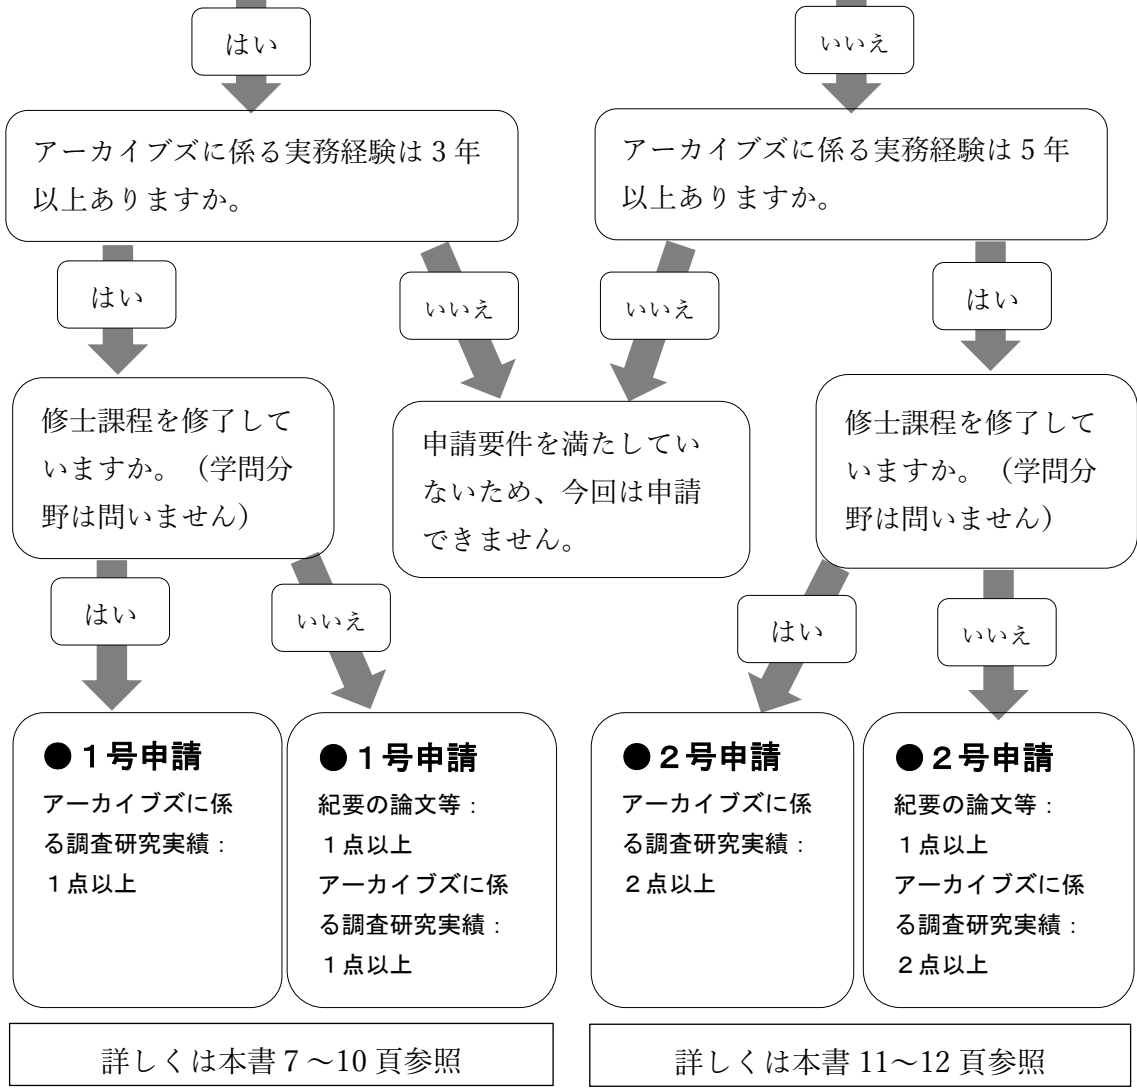 はい
いいえ
アーカイブズに係る実務経験は 3 年
以上ありますか。
アーカイブズに係る実務経験は 5 年
以上ありますか。
はい
いいえ
いいえ
はい
修士課程を修了して
いますか。（学問分
野は問いません）
申請要件を満たしてい
ないため、今回は申請
できません。
修士課程を修了して
いますか。（学問分
野は問いません）
はい
いいえ
はい
いいえ
●１号申請
アーカイブズに係
る調査研究実績：
１点以上
●１号申請
紀要の論文等：
１点以上
アーカイブズに係
る調査研究実績：
１点以上
●２号申請
アーカイブズに係
る調査研究実績：
２点以上
●２号申請
紀要の論文等：
１点以上
アーカイブズに係
る調査研究実績：
２点以上
詳しくは本書 7～10 頁参照
詳しくは本書 11～12 頁参照